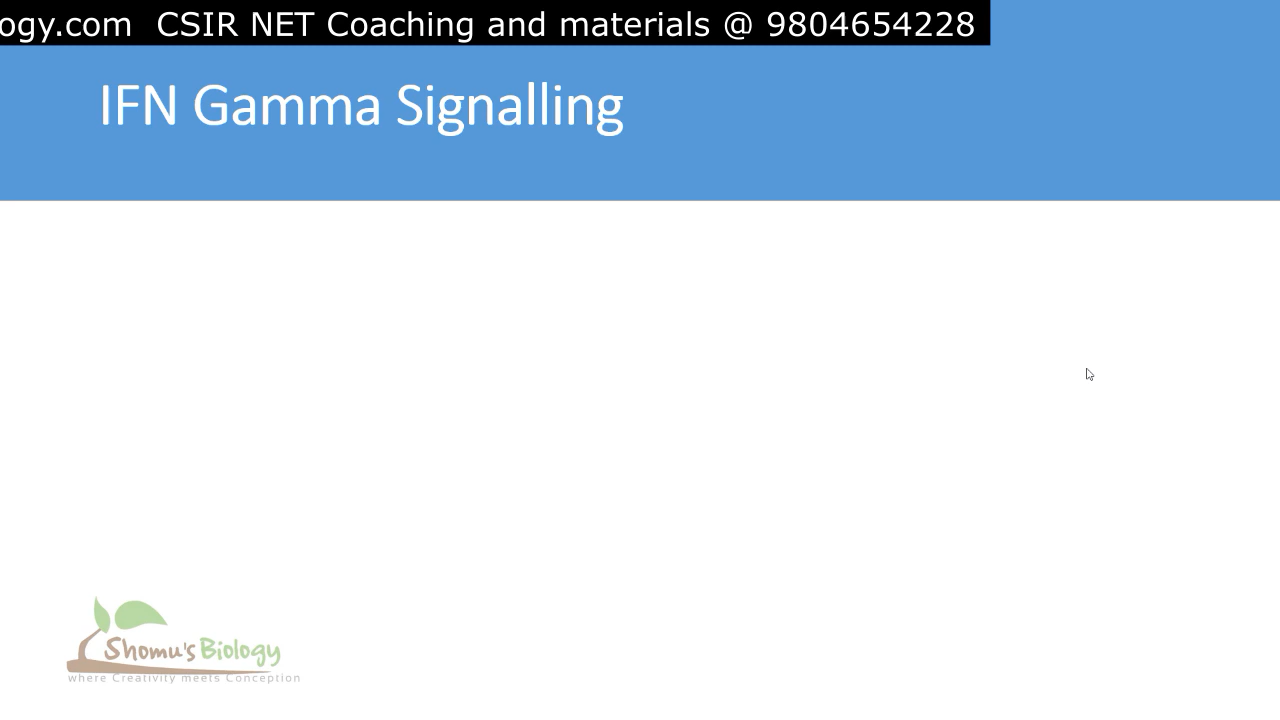 ogy.com  CSIR NET Coaching and materials @ 9804654228
IFN Gamma Signalling
Shomu's Biology
where Creativity meets Conception